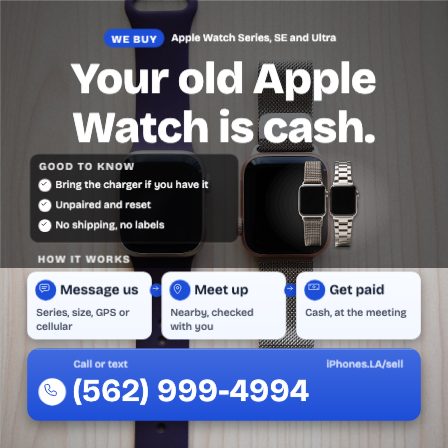 WE BUY Apple Watch Series, SE and Ultra
Your old Apple
Watch is cash.
GOOD TO KNOW
Bring the charger if you have it
Unpaired and reset
No shipping, no labels
HOW IT WORKS
Message us
Series, size, GPS or
cellular
Meet up
Nearby, checked
with you
Get paid
Cash, at the meeting
Call or text
iPhones.LA/sell
(562) 999-4994